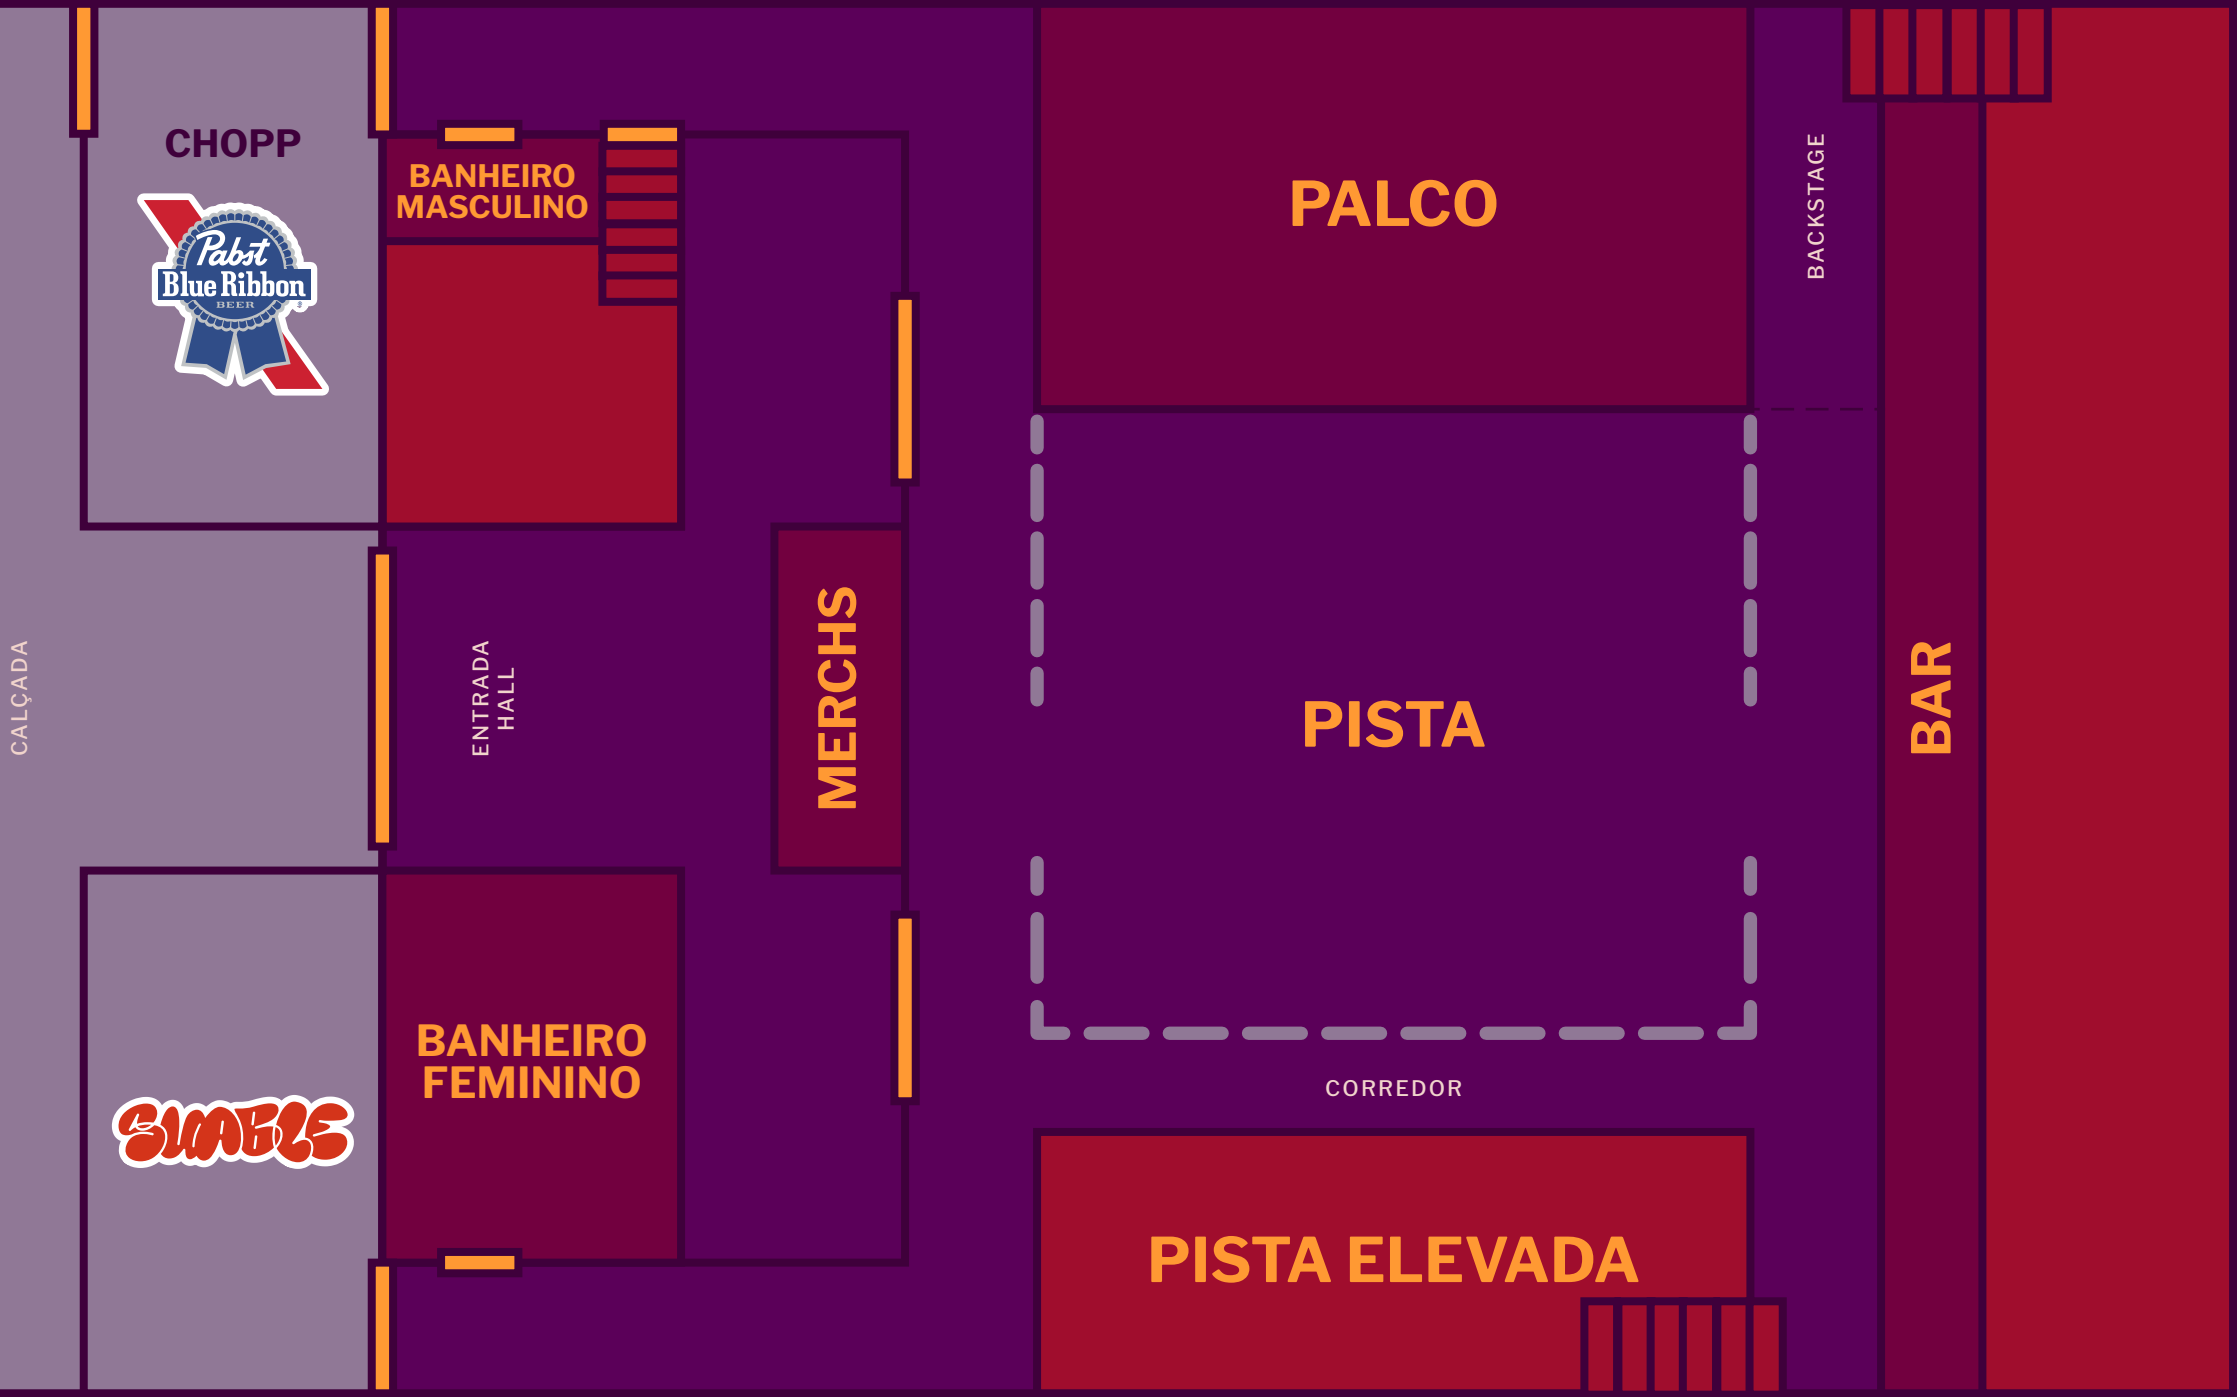 CHOPP
Pabst
Blue Ribbon
BEER
®
BANHEIRO
MASCULINO
PALCO
BACKSTAGE
CALÇADA
ENTRADA
HALL
MERCHS
PISTA
BAR
BANHEIRO
FEMININO
CORREDOR
PISTA ELEVADA